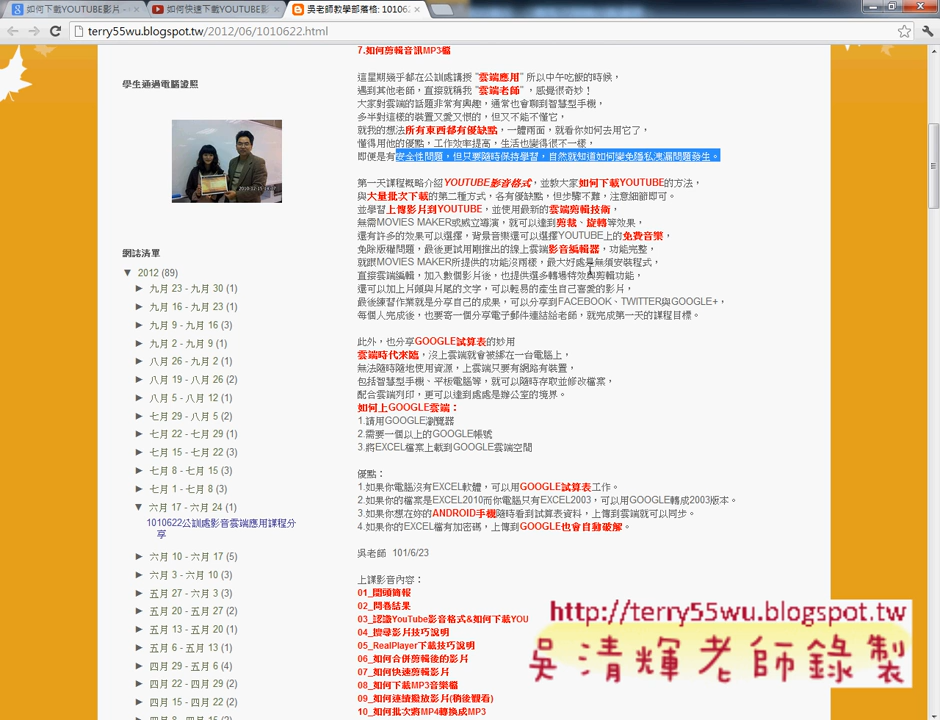 如何下載YOUTUBE影片
如何快速下載YOUTUBE影
吳老師教學部落格: 10106
terry55wu.blogspot.tw/2012/06/1010622.html
7.如何剪輯音訊MP3檔
這星期幾乎都在公訓處講授 "雲端應用" 所以中午吃飯的時候，
遇到其他老師，直接就稱我 "雲端老師" ，感覺很奇妙！
大家對雲端的話題非常有興趣，通常也會聊到智慧型手機，
多半對這樣的裝置又愛又恨的，但又不能不懂它，
就我的想法所有東西都有優缺點，一體兩面，就看你如何去用它了，
懂得用他的優點，工作效率提高，生活也變得很不一樣，
即便是有安全性問題，但只要隨時保持學習，自然就知道如何變免隱私洩漏問題發生。
第一天課程概略介紹YOUTUBE影音格式，並教大家如何下載YOUTUBE的方法，
與大量批次下載的第二種方式，各有優缺點，但步驟不難，注意細節即可。
並學習上傳影片到YOUTUBE，並使用最新的雲端剪輯技術，
無需MOVIES MAKER或威立導演，就可以達到剪裁、旋轉等效果，
還有許多的效果可以選擇，背景音樂還可以選擇YOUTUBE上的免費音樂，
免除版權問題，最後更試用剛推出的線上雲端影音編輯器，功能完整，
就跟MOVIES MAKER所提供的功能沒兩樣，最大好處是無須安裝程式，
直接雲端編輯，加入數個影片後，也提供選多轉場特效與剪輯功能，
還可以加上片頭與片尾的文字，可以輕易的產生自己喜愛的影片，
最後練習作業就是分享自己的成果，可以分享到FACEBOOK、TWITTER與GOOGLE+，
每個人完成後，也要寄一個分享電子郵件連結給老師，就完成第一天的課程目標。
此外，也分享GOOGLE試算表的妙用
雲端時代來臨，沒上雲端就會被綁在一台電腦上，
無法隨時隨地使用資源，上雲端只要有網路有裝置，
包括智慧型手機、平板電腦等，就可以隨時存取並修改檔案，
配合雲端列印，更可以達到處處是辦公室的境界。
如何上GOOGLE雲端：
1.請用GOOGLE瀏覽器
2.需要一個以上的GOOGLE帳號
3.將EXCEL檔案上載到GOOGLE雲端空間
優點：
1.如果你電腦沒有EXCEL軟體，可以用GOOGLE試算表工作。
2.如果你的檔案是EXCEL2010而你電腦只有EXCEL2003，可以用GOOGLE轉成2003版本。
3.如果你想在妳的ANDROID手機隨時看到試算表資料，上傳到雲端就可以同步。
4.如果你的EXCEL檔有加密碼，上傳到GOOGLE也會自動破解。
吳老師 101/6/23
上課影音內容：
01_開頭簡報
02_問卷結果
03_認識YouTube影音格式&如何下載YOU
04_搜尋影片技巧說明
05_RealPlayer下載技巧說明
06_如何合併剪輯後的影片
07_如何快速剪輯影片
08_如何下載MP3音樂檔
09_如何連續播放影片(稍後觀看)
10_如何批次將MP4轉換成MP3
學生通過電腦證照
網誌清單
▼ 2012 (89)
► 九月 23 - 九月 30 (1)
► 九月 16 - 九月 23 (1)
► 九月 9 - 九月 16 (3)
► 九月 2 - 九月 9 (1)
► 八月 26 - 九月 2 (1)
► 八月 19 - 八月 26 (2)
► 八月 5 - 八月 12 (1)
► 七月 29 - 八月 5 (2)
► 七月 22 - 七月 29 (1)
► 七月 15 - 七月 22 (3)
► 七月 8 - 七月 15 (3)
► 七月 1 - 七月 8 (3)
▼ 六月 17 - 六月 24 (1)
1010622公訓處影音雲端應用課程分
享
► 六月 10 - 六月 17 (5)
► 六月 3 - 六月 10 (3)
► 五月 27 - 六月 3 (3)
► 五月 20 - 五月 27 (2)
► 五月 13 - 五月 20 (1)
► 五月 6 - 五月 13 (1)
► 四月 29 - 五月 6 (4)
► 四月 22 - 四月 29 (2)
► 四月 15 - 四月 22 (2)
http://terry55wu.blogspot.tw
吳清輝老師錄製